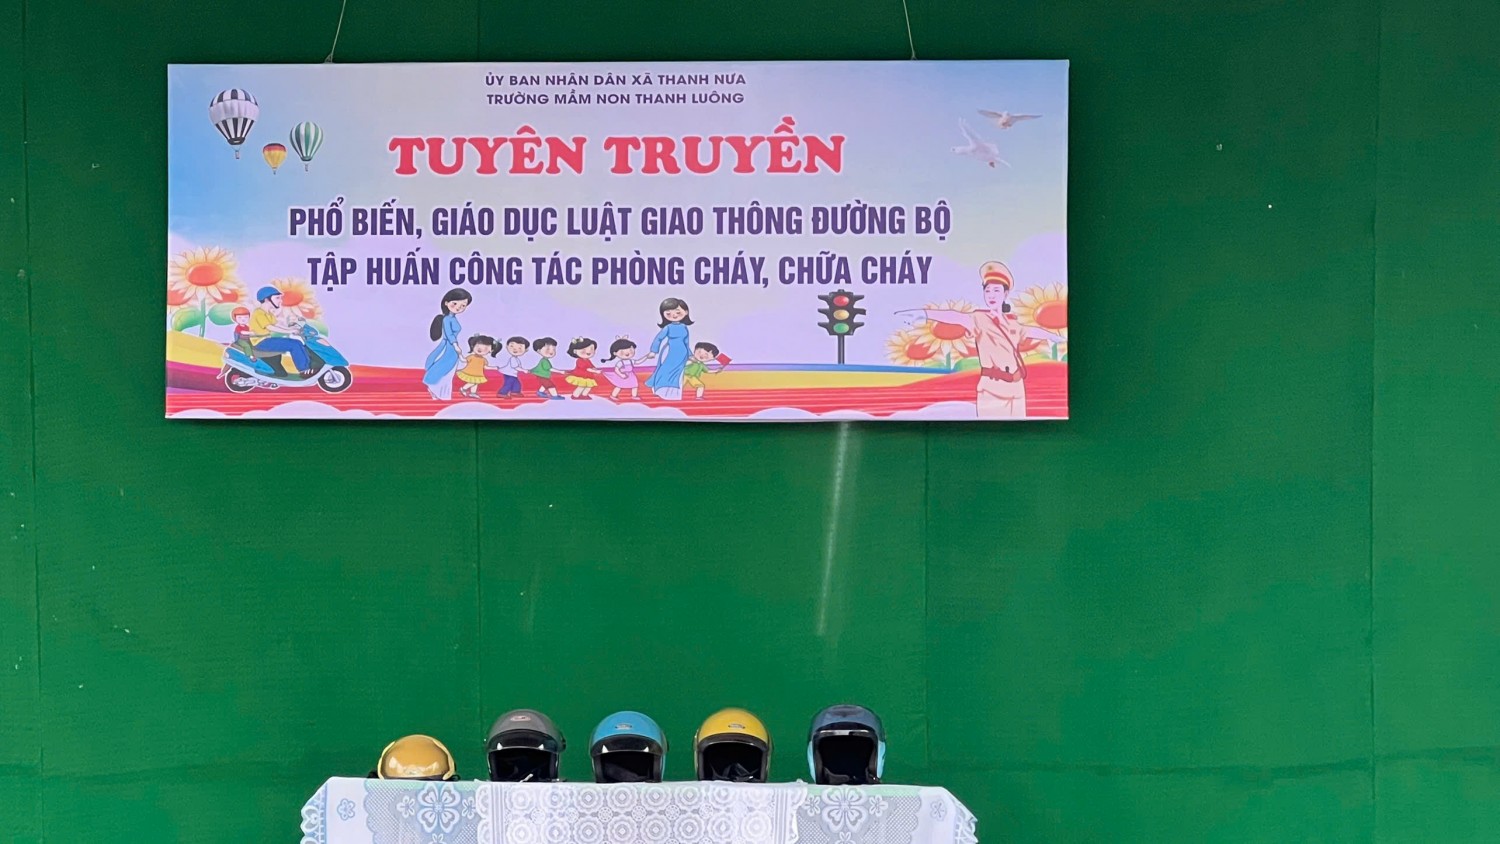 ỦY BAN NHÂN DÂN XÃ THANH NƯA
TRƯỜNG MẦM NON THANH LUÔNG
TUYÊN TRUYỀN
PHỔ BIẾN, GIÁO DỤC LUẬT GIAO THÔNG ĐƯỜNG BỘ
TẬP HUẤN CÔNG TÁC PHÒNG CHÁY, CHỮA CHÁY